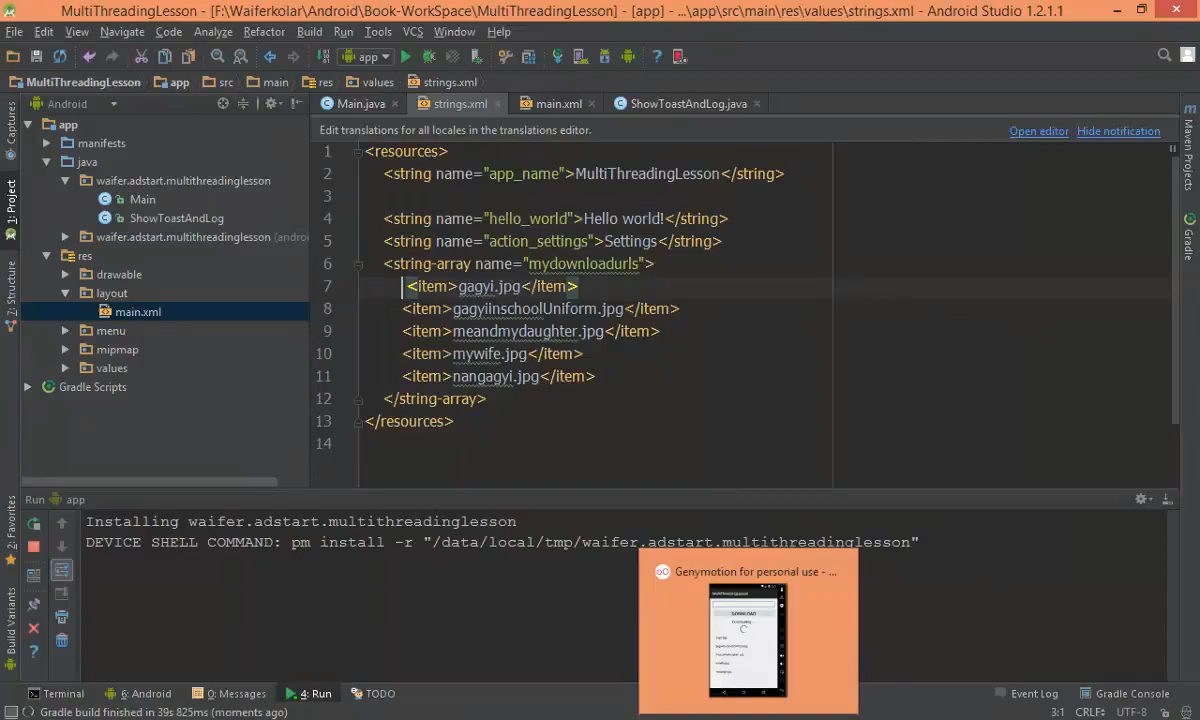 MultiThreadingLesson - [F:\Waiferkolar\Android\Book-WorkSpace\MultiThreadingLesson] - [app] - ...\app\src\main\res\values\strings.xml - Android Studio 1.2.1.1
File Edit View Navigate Code Analyze Refactor Build Run Tools VCS Window Help
app
MultiThreadingLesson app src main res values strings.xml
Android
Main.java strings.xml main.xml ShowToastAndLog.java
Edit translations for all locales in the translations editor. Open editor Hide notification
app
manifests
java
waifer.adstart.multithreadinglesson
Main
ShowToastAndLog
waifer.adstart.multithreadinglesson (andro
res
drawable
layout
main.xml
menu
mipmap
values
Gradle Scripts
1 <resources>
2 <string name="app_name">MultiThreadingLesson</string>
3
4 <string name="hello_world">Hello world!</string>
5 <string name="action_settings">Settings</string>
6 <string-array name="mydownloadurls">
7 <item>gagyi.jpg</item>
8 <item>gagyiinschoolUniform.jpg</item>
9 <item>meandmydaughter.jpg</item>
10 <item>mywife.jpg</item>
11 <item>nangagyi.jpg</item>
12 </string-array>
13 </resources>
14
Captures
1: Project
7: Structure
2: Favorites
Build Variants
Maven Projects
Gradle
Run app
Installing waifer.adstart.multithreadinglesson
DEVICE SHELL COMMAND: pm install -r "/data/local/tmp/waifer.adstart.multithreadinglesson"
Genymotion for personal use - ...
MultiThreadingLesson
DOWNLOAD
Terminal 6: Android 0: Messages 4: Run TODO Event Log Gradle Console
Gradle build finished in 39s 825ms (moments ago) 3:1 CRLF÷ UTF-8÷